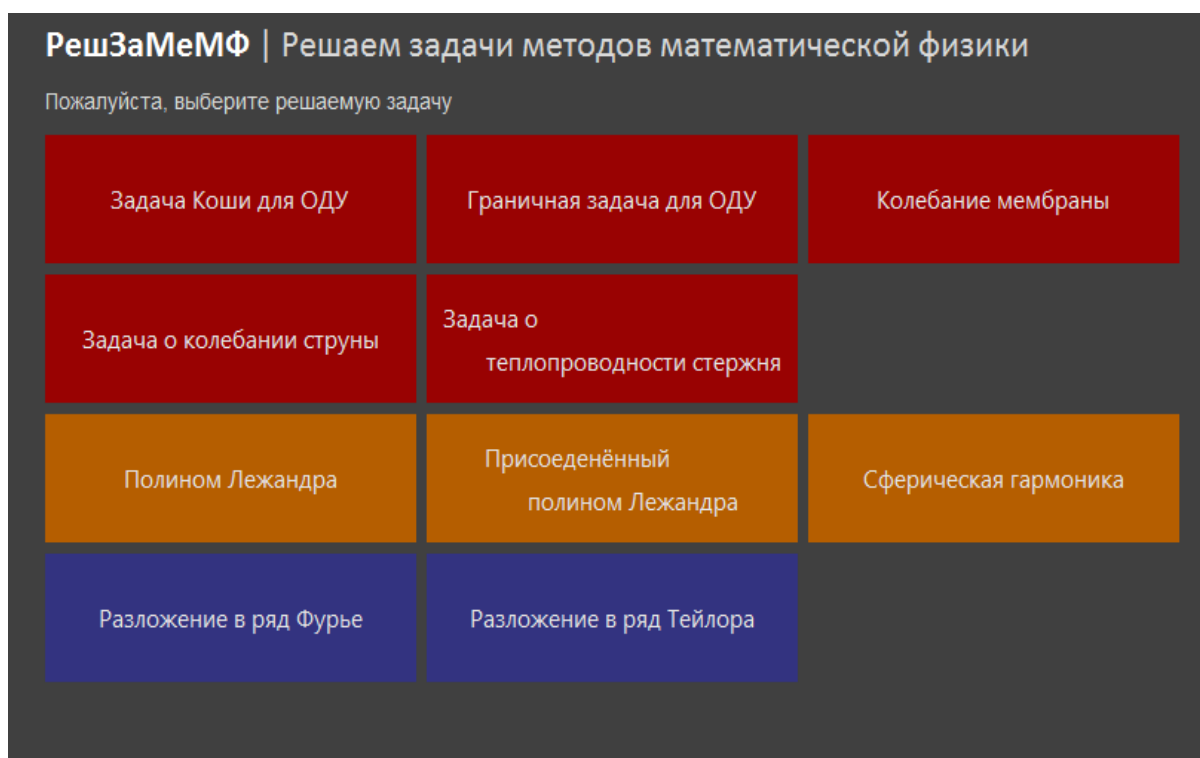 РешЗаМеМФ | Решаем задачи методов математической физики
Пожалуйста, выберите решаемую задачу
Задача Коши для ОДУ
Граничная задача для ОДУ
Колебание мембраны
Задача о колебании струны
Задача о
теплопроводности стержня
Полином Лежандра
Присоеденённый
полином Лежандра
Сферическая гармоника
Разложение в ряд Фурье
Разложение в ряд Тейлора